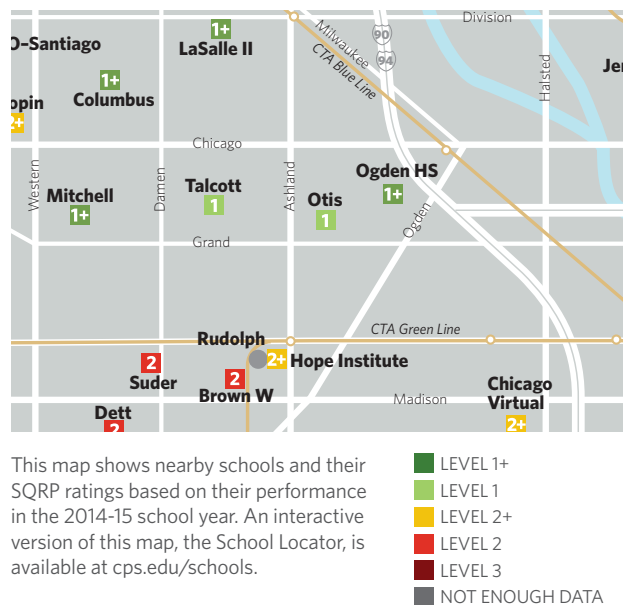 Division
90
1+
O–Santiago
LaSalle II
Milwaukee
CTA Blue Line
94
Jer
1+
Columbus
Halsted
opin
2+
Chicago
Western
Damen
Ashland
Ogden HS
Mitchell
Talcott
1+
1
Otis
1+
1
Ogden
Grand
Rudolph
CTA Green Line
2
2+ Hope Institute
Suder
2
Brown W
Madison
Chicago
Virtual
Dett
2
2+
This map shows nearby schools and their
SQRP ratings based on their performance
in the 2014-15 school year. An interactive
version of this map, the School Locator, is
available at cps.edu/schools.
LEVEL 1+
LEVEL 1
LEVEL 2+
LEVEL 2
LEVEL 3
NOT ENOUGH DATA